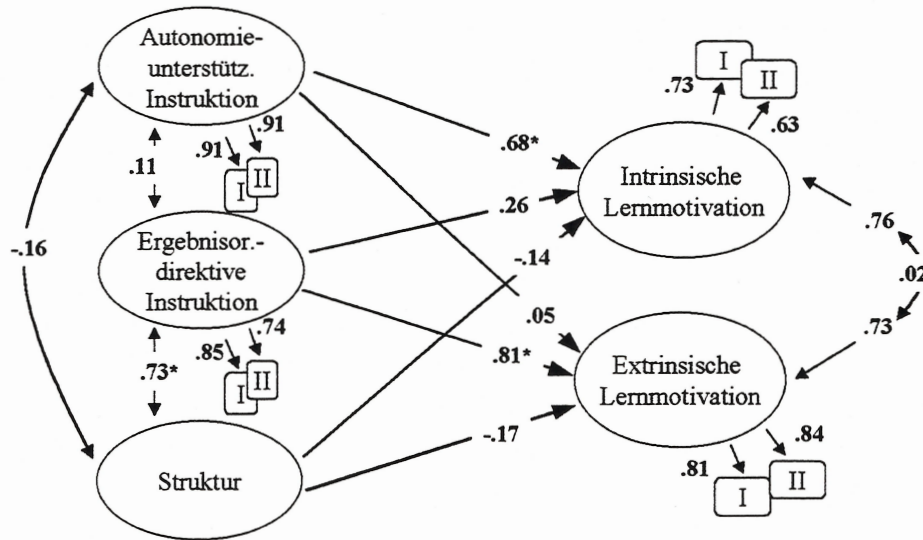 Autonomie-
unterstütz.
Instruktion
.91
.91
I
II
.11
-.16
Ergebnisor.-
direktive
Instruktion
.74
.85
I
II
.73*
Struktur
.68*
.26
-.14
.05
.81*
-.17
I
II
.73
.63
Intrinsische
Lernmotivation
.76
.02
.73
Extrinsische
Lernmotivation
.84
.81
I
II